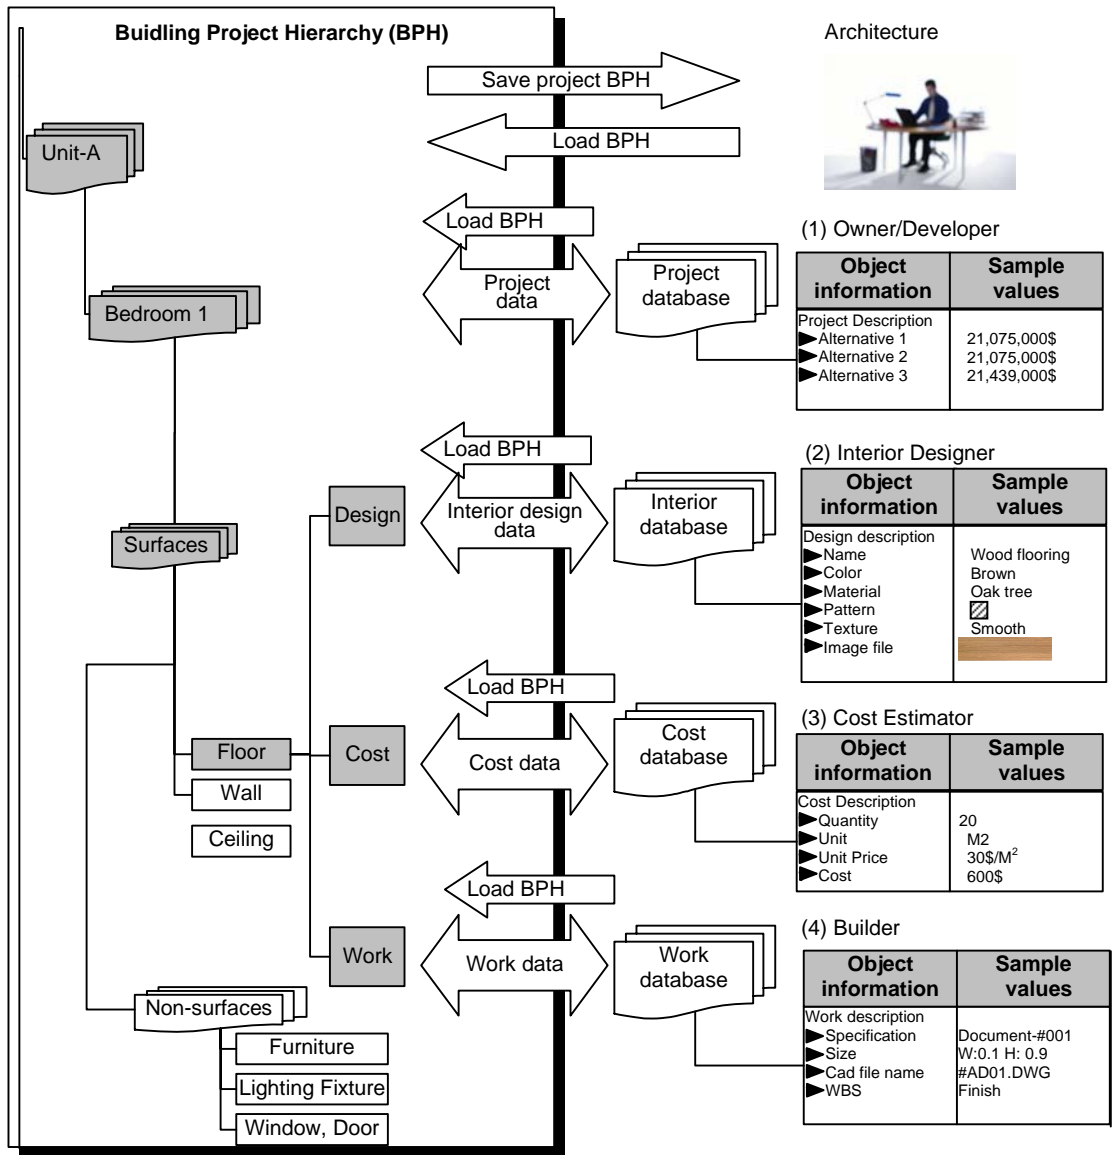 Buidling Project Hierarchy (BPH)
Architecture
Save project BPH
Load BPH
Unit-A
Bedroom 1
Surfaces
Floor
Wall
Ceiling
Non-surfaces
Furniture
Lighting Fixture
Window, Door
Design
Cost
Work
Load BPH
Project
data
Project
database
(1) Owner/Developer
Object
information
Sample
values
Project Description
Alternative 1
21,075,000$
Alternative 2
21,075,000$
Alternative 3
21,439,000$
Load BPH
Interior design
data
Interior
database
(2) Interior Designer
Object
information
Sample
values
Design description
Name
Wood flooring
Color
Brown
Material
Oak tree
Pattern
Texture
Smooth
Image file
Load BPH
Cost data
Cost
database
(3) Cost Estimator
Object
information
Sample
values
Cost Description
Quantity
20
Unit
M2
Unit Price
30$/M²
Cost
600$
Load BPH
Work data
Work
database
(4) Builder
Object
information
Sample
values
Work description
Specification
Document-#001
Size
W:0.1 H: 0.9
Cad file name
#AD01.DWG
WBS
Finish